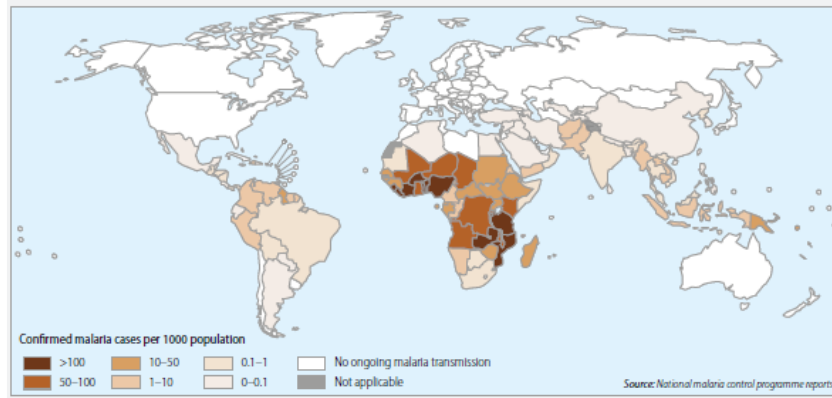 Confirmed malaria cases per 1000 population
>100
10–50
0.1–1
No ongoing malaria transmission
50–100
1–10
0–0.1
Not applicable
Source: National malaria control programme reports